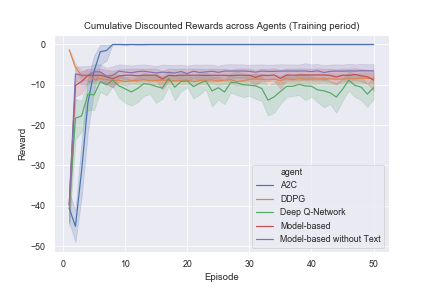 Cumulative Discounted Rewards across Agents (Training period)
0
−10
−20
−30
−40
−50
Reward
0 10 20 30 40 50
Episode
agent
A2C
DDPG
Deep Q-Network
Model-based
Model-based without Text